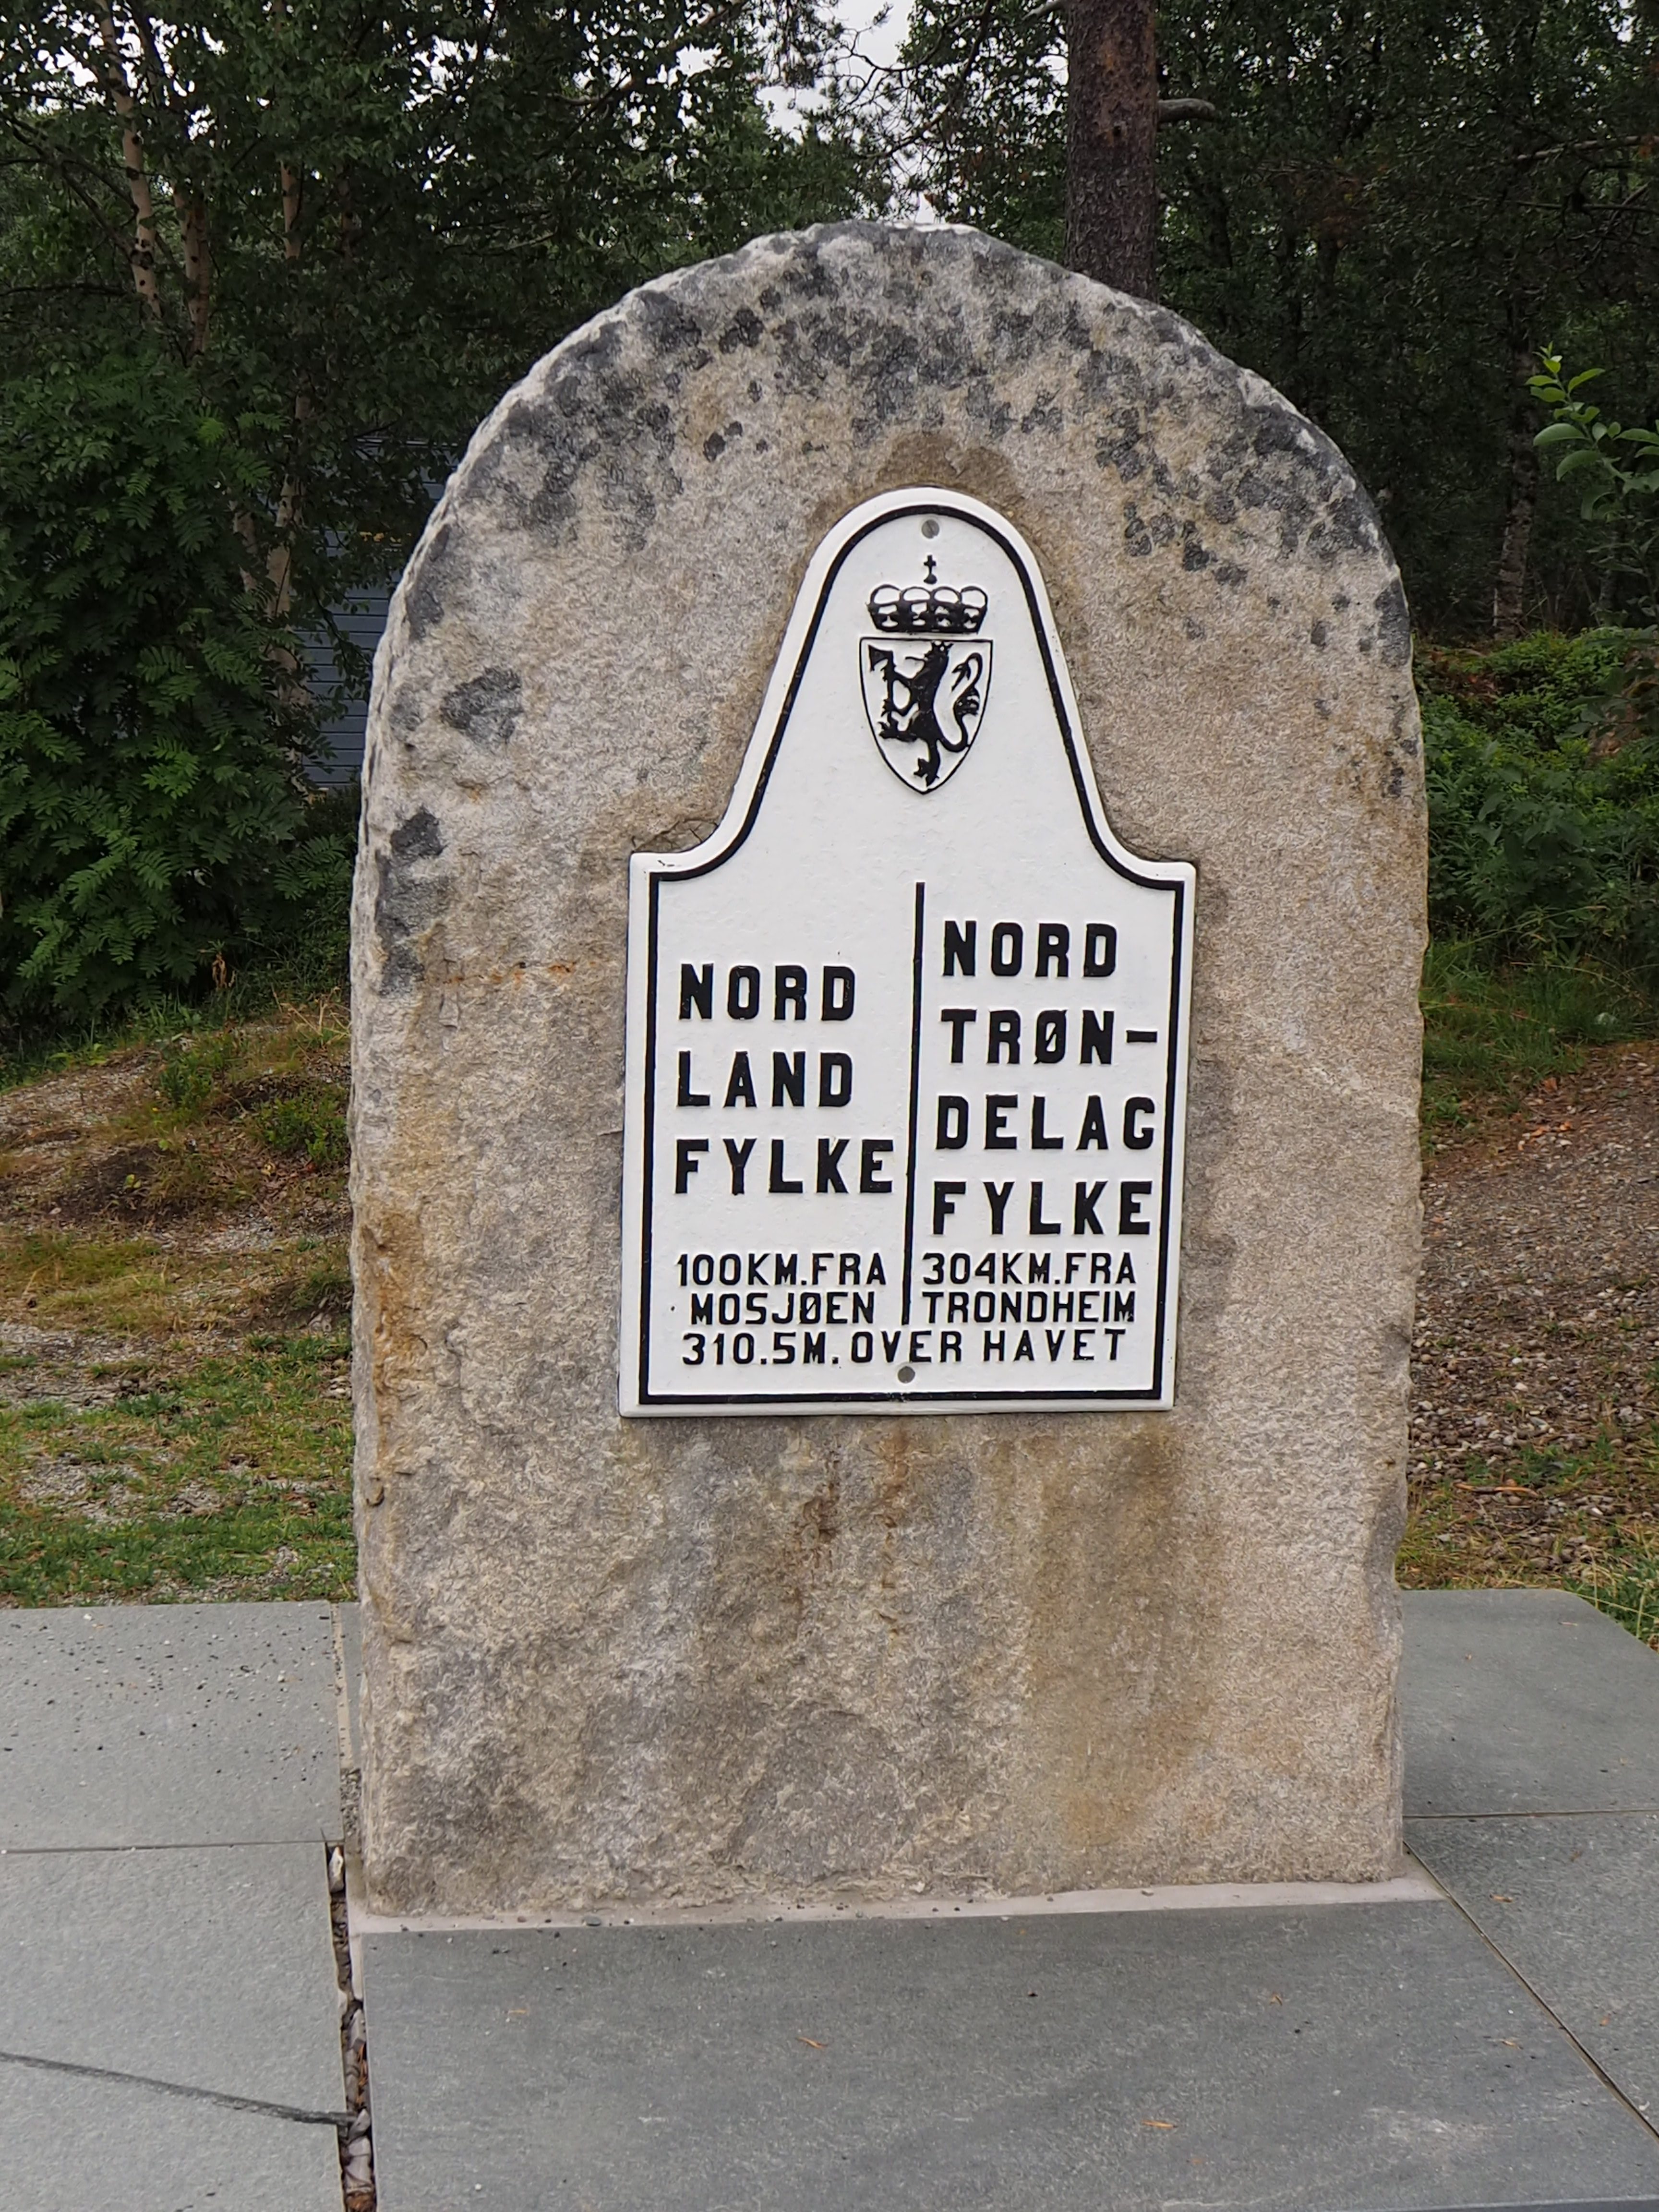 NORD
LAND
FYLKE
100KM.FRA
MOSJØEN
NORD
TRØN-
DELAG
FYLKE
304KM.FRA
TRONDHEIM
310.5M.OVER HAVET